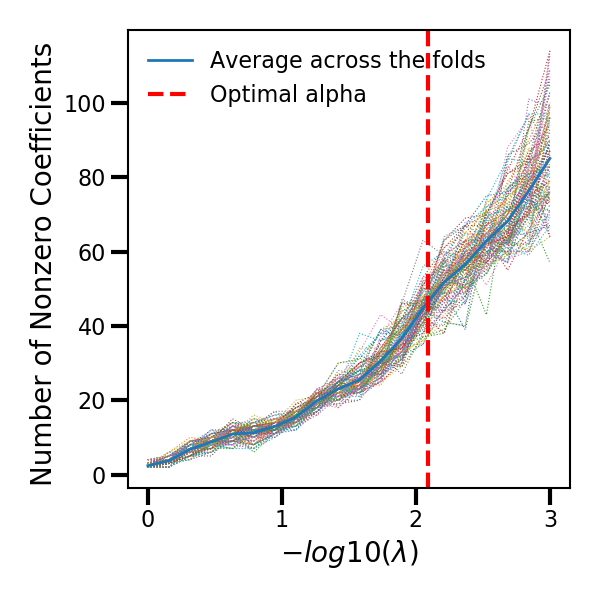 Average across the folds
Optimal alpha
Number of Nonzero Coefficients
100
80
60
40
20
0
0 1 2 3
−log10(λ)